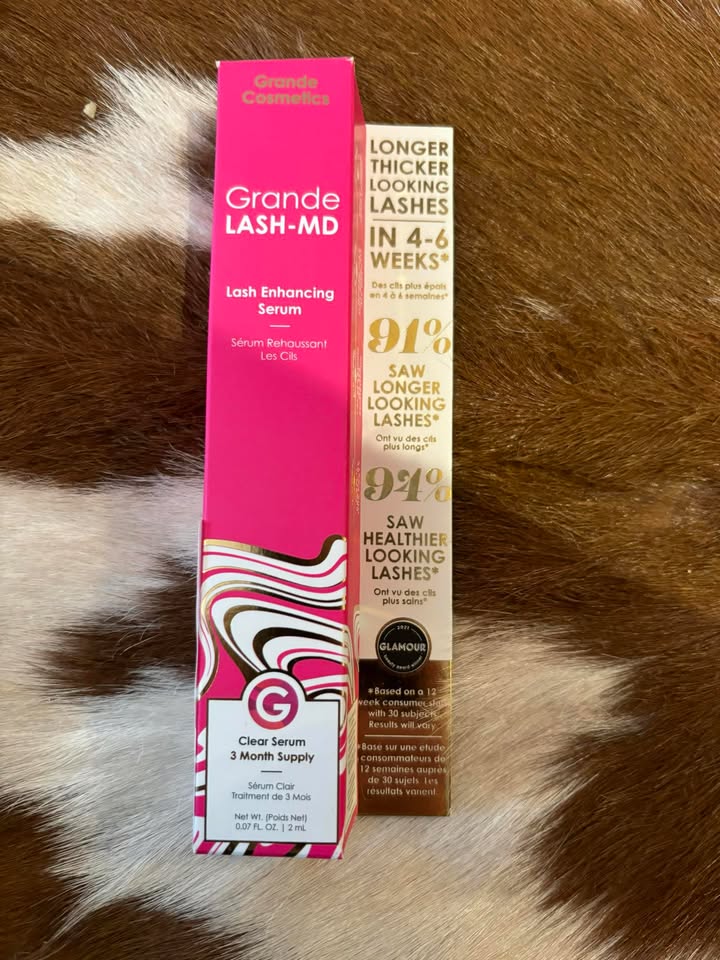 Grande
Cosmetics
Grande
LASH-MD
Lash Enhancing
Serum
Sérum Rehaussant
Les Cils
G
Clear Serum
3 Month Supply
Sérum Clair
Traitement de 3 Mois
Net Wt. (Poids Net)
0.07 FL. OZ. | 2 mL
LONGER
THICKER
LOOKING
LASHES
IN 4-6
WEEKS*
Des cils plus épais
en 4 à 6 semaines*
91%
SAW
LONGER
LOOKING
LASHES*
Ont vu des cils
plus longs*
94%
SAW
HEALTHIER
LOOKING
LASHES*
Ont vu des cils
plus sains*
2021
GLAMOUR
beauty award winner
*Based on a 12
week consumer
with 30 subjects.
Results will vary.
*Base sur une étude
consommateurs de
12 semaines auprès
de 30 sujets. Les
résultats varient.